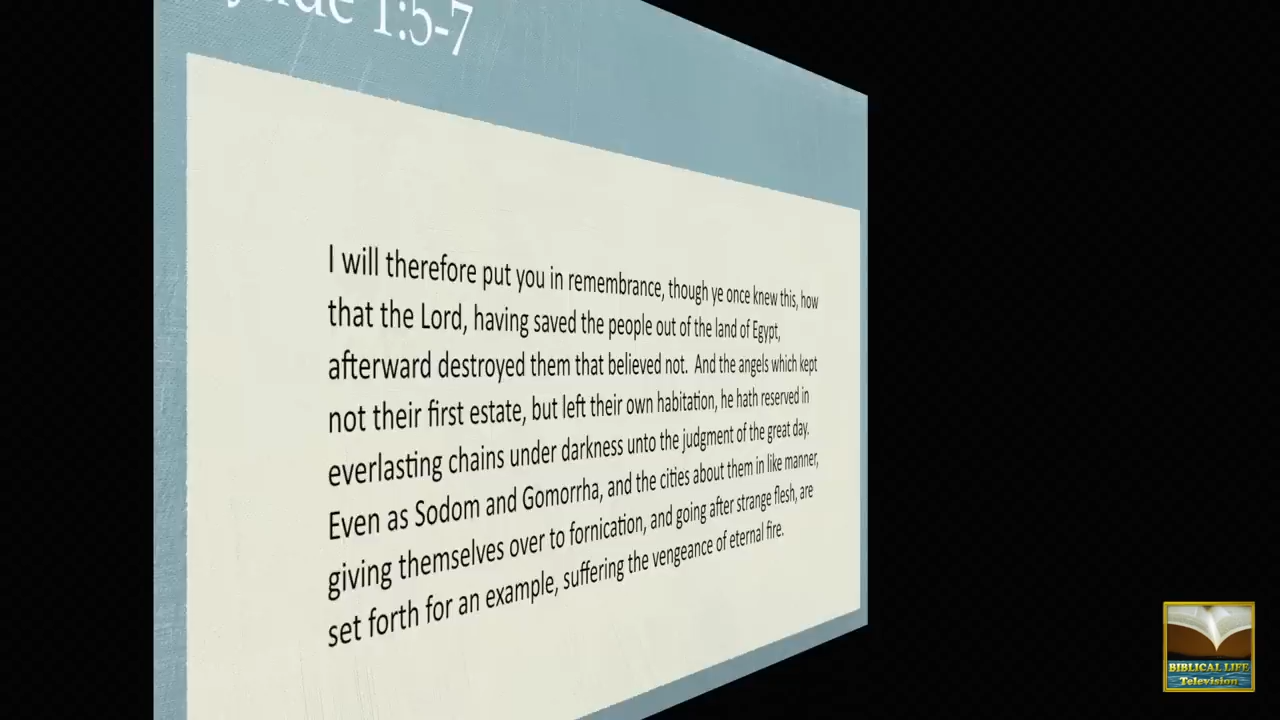 1:5-7
I will therefore put you in remembrance, though ye once knew this, how
that the Lord, having saved the people out of the land of Egypt,
afterward destroyed them that believed not. And the angels which kept
not their first estate, but left their own habitation, he hath reserved in
everlasting chains under darkness unto the judgment of the great day.
Even as Sodom and Gomorrha, and the cities about them in like manner,
giving themselves over to fornication, and going after strange flesh, are
set forth for an example, suffering the vengeance of eternal fire.
BIBLICAL LIFE
Television